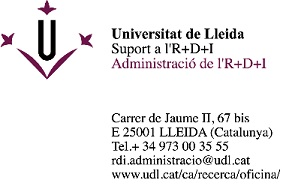 Universitat de Lleida
Suport a l'R+D+I
Administració de l'R+D+I
Carrer de Jaume II, 67 bis
E 25001 LLEIDA (Catalunya)
Tel.+ 34 973 00 35 55
rdi.administracio@udl.cat
www.udl.cat/ca/recerca/oficina/